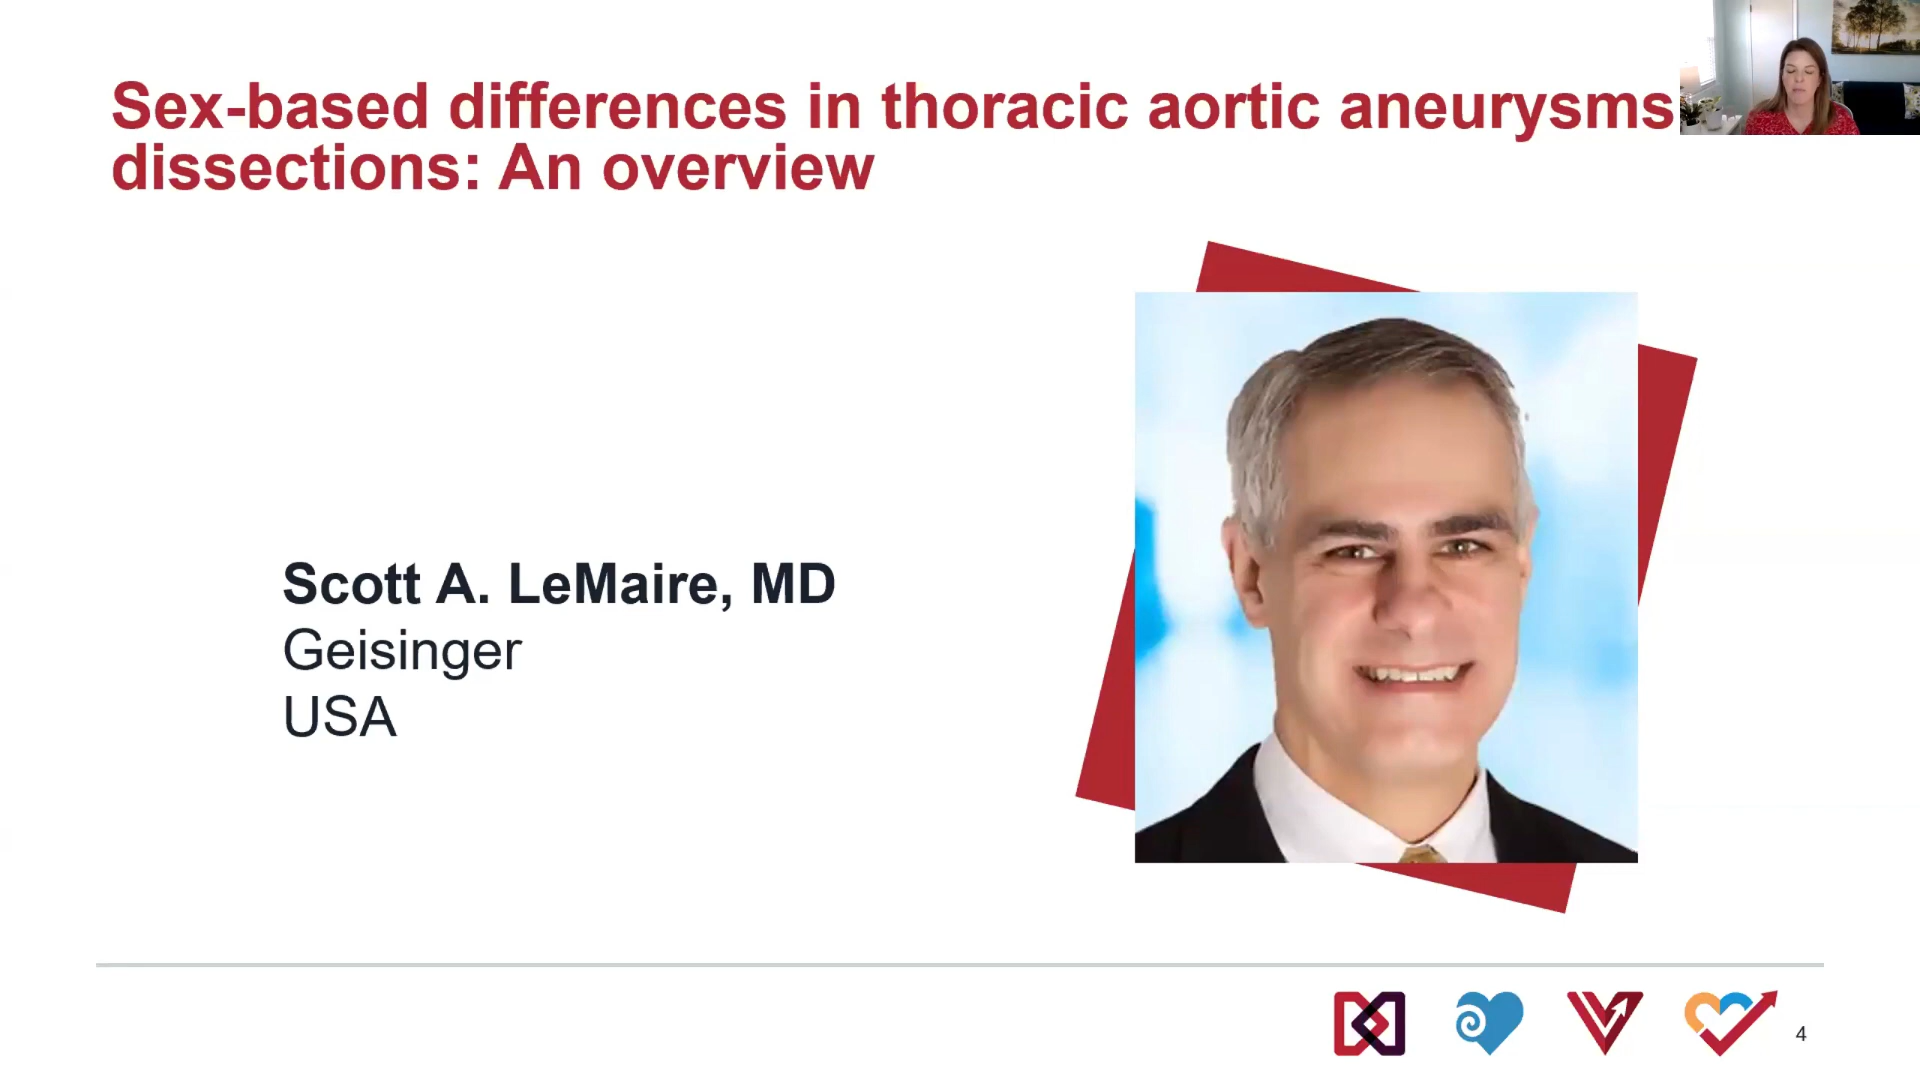 Sex-based differences in thoracic aortic aneurysms
dissections: An overview
Scott A. LeMaire, MD
Geisinger
USA
4